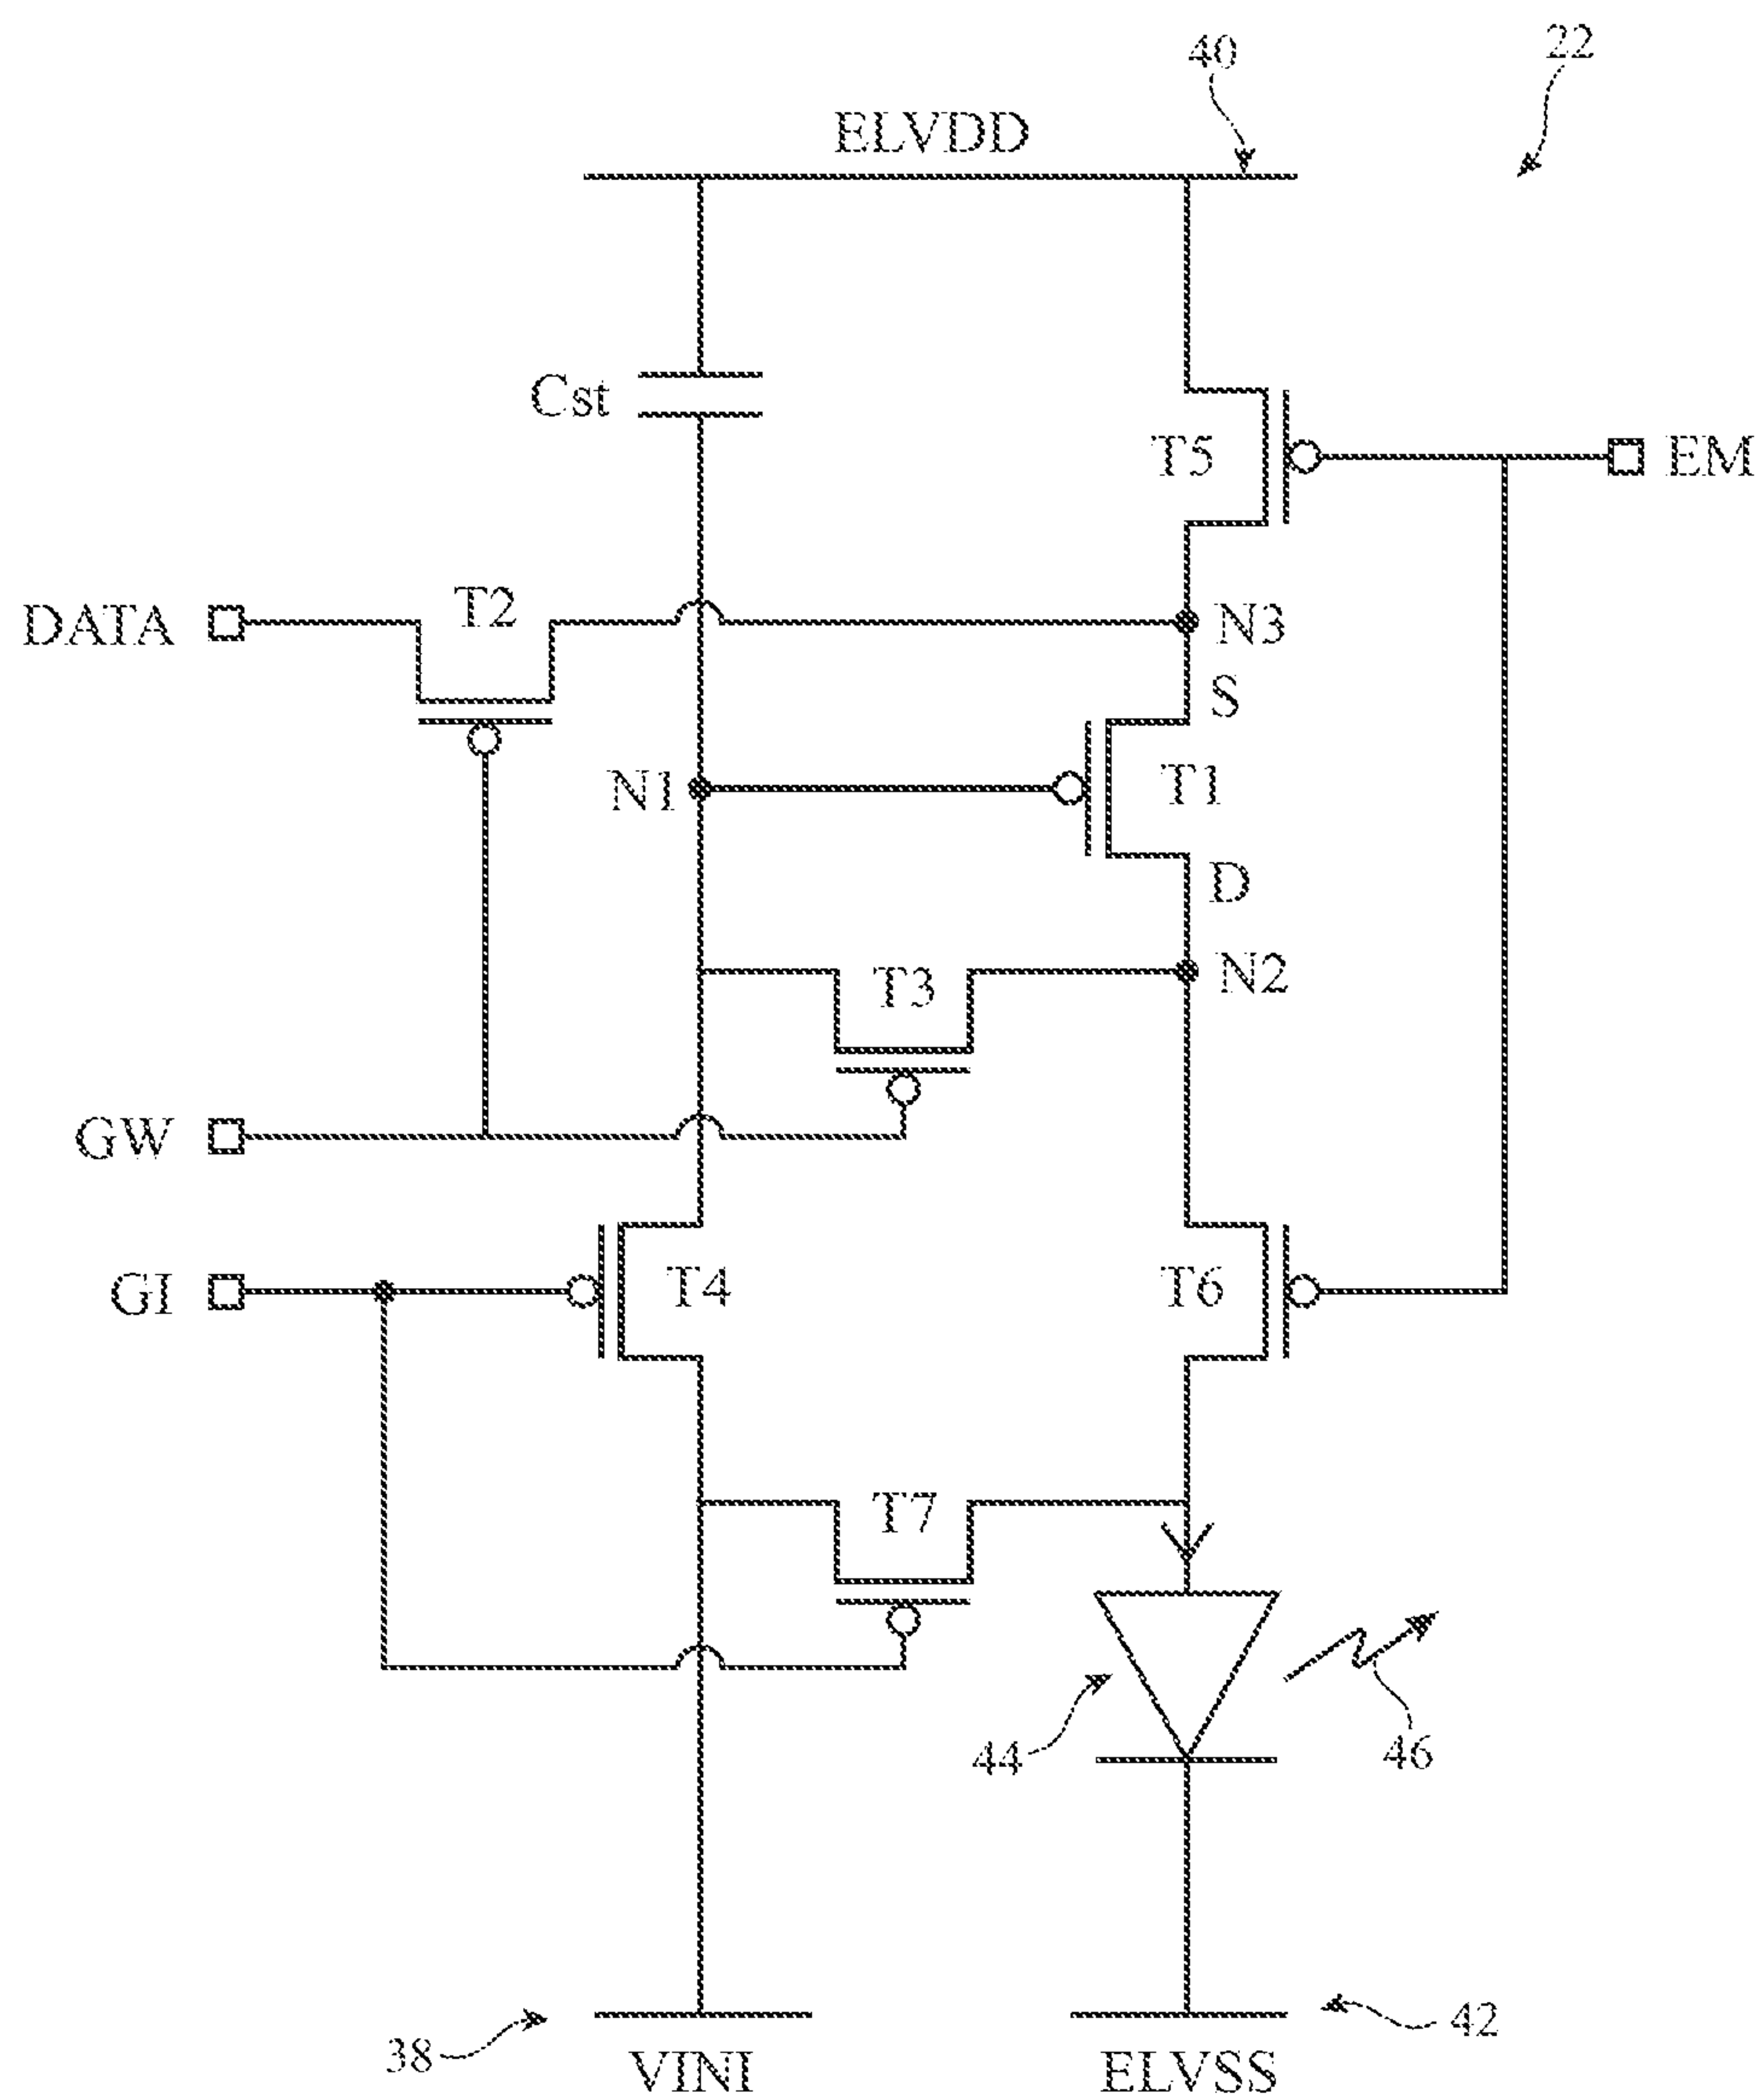 40
22
ELVDD
Cst
T5
EM
DATA
T2
N3
S
N1
T1
D
T3
N2
GW
GI
T4
T6
T7
44
46
38
42
VINI
ELVSS